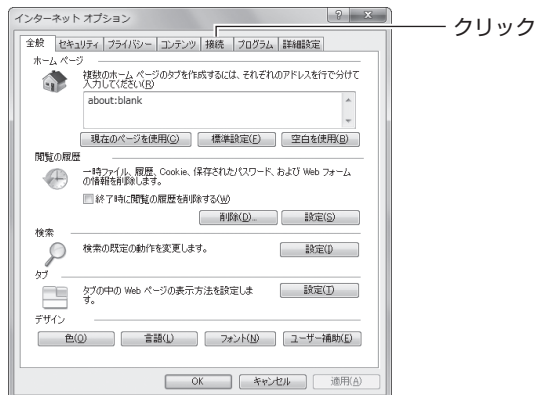 インターネット オプション
クリック
全般 セキュリティ プライバシー コンテンツ 接続 プログラム 詳細設定
ホーム ページ
複数のホーム ページのタブを作成するには、それぞれのアドレスを行で分けて
入力してください(R)
about:blank
現在のページを使用(C) 標準設定(F) 空白を使用(B)
閲覧の履歴
一時ファイル、履歴、Cookie、保存されたパスワード、および Web フォーム
の情報を削除します。
終了時に閲覧の履歴を削除する(W)
削除(D)... 設定(S)
検索
検索の既定の動作を変更します。 設定(I)
タブ
タブの中の Web ページの表示方法を設定しま
す。
設定(T)
デザイン
色(O) 言語(L) フォント(N) ユーザー補助(E)
OK キャンセル 適用(A)